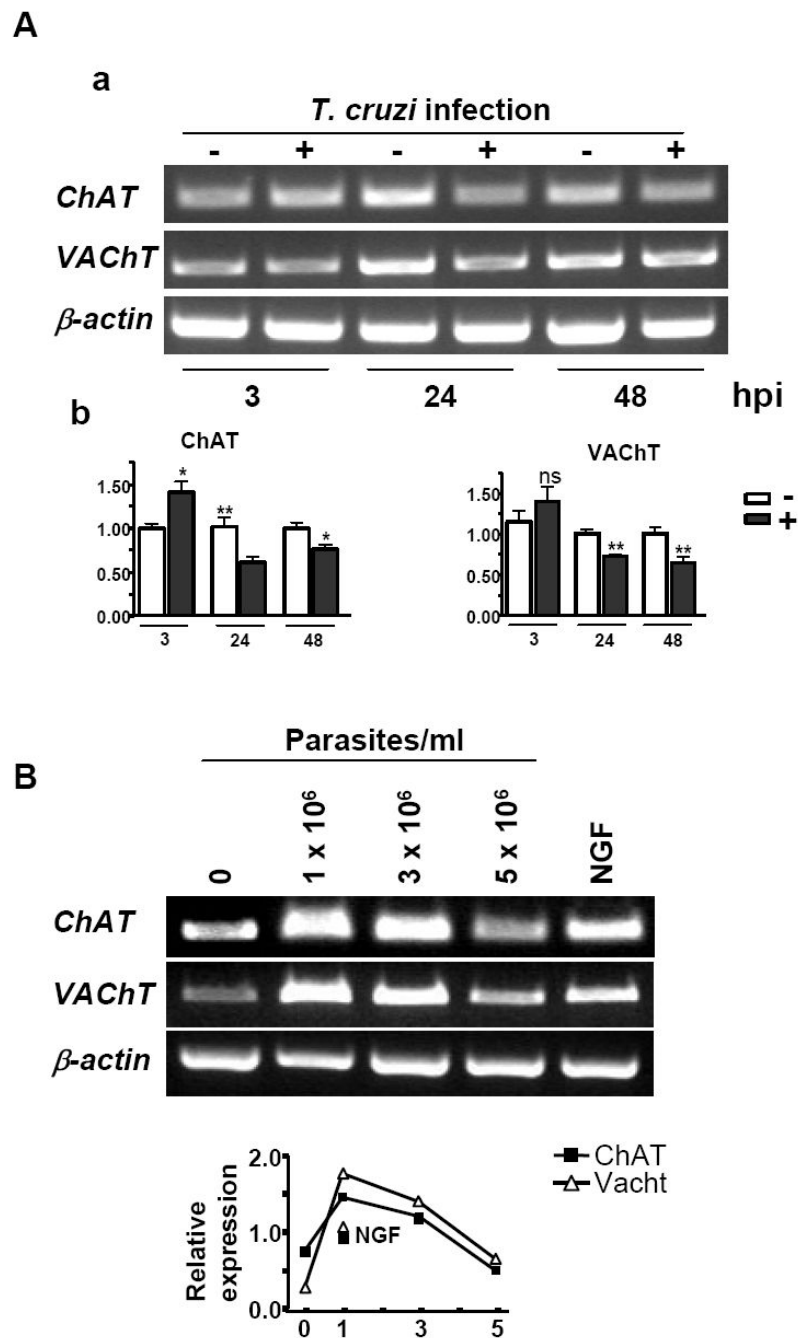 A
a
T. cruzi infection
- + - + - +
ChAT
VAChT
β-actin
3 24 48 hpi
b
ChAT
1.50
1.00
0.50
0.00
*
**
*
3 24 48
VAChT
1.50
1.00
0.50
0.00
ns
**
**
3 24 48
-
+
Parasites/ml
B
0
1 x 10⁶
3 x 10⁶
5 x 10⁶
NGF
ChAT
VAChT
β-actin
Relative
expression
2.0
1.0
0.0
NGF
0 1 3 5
ChAT
Vacht